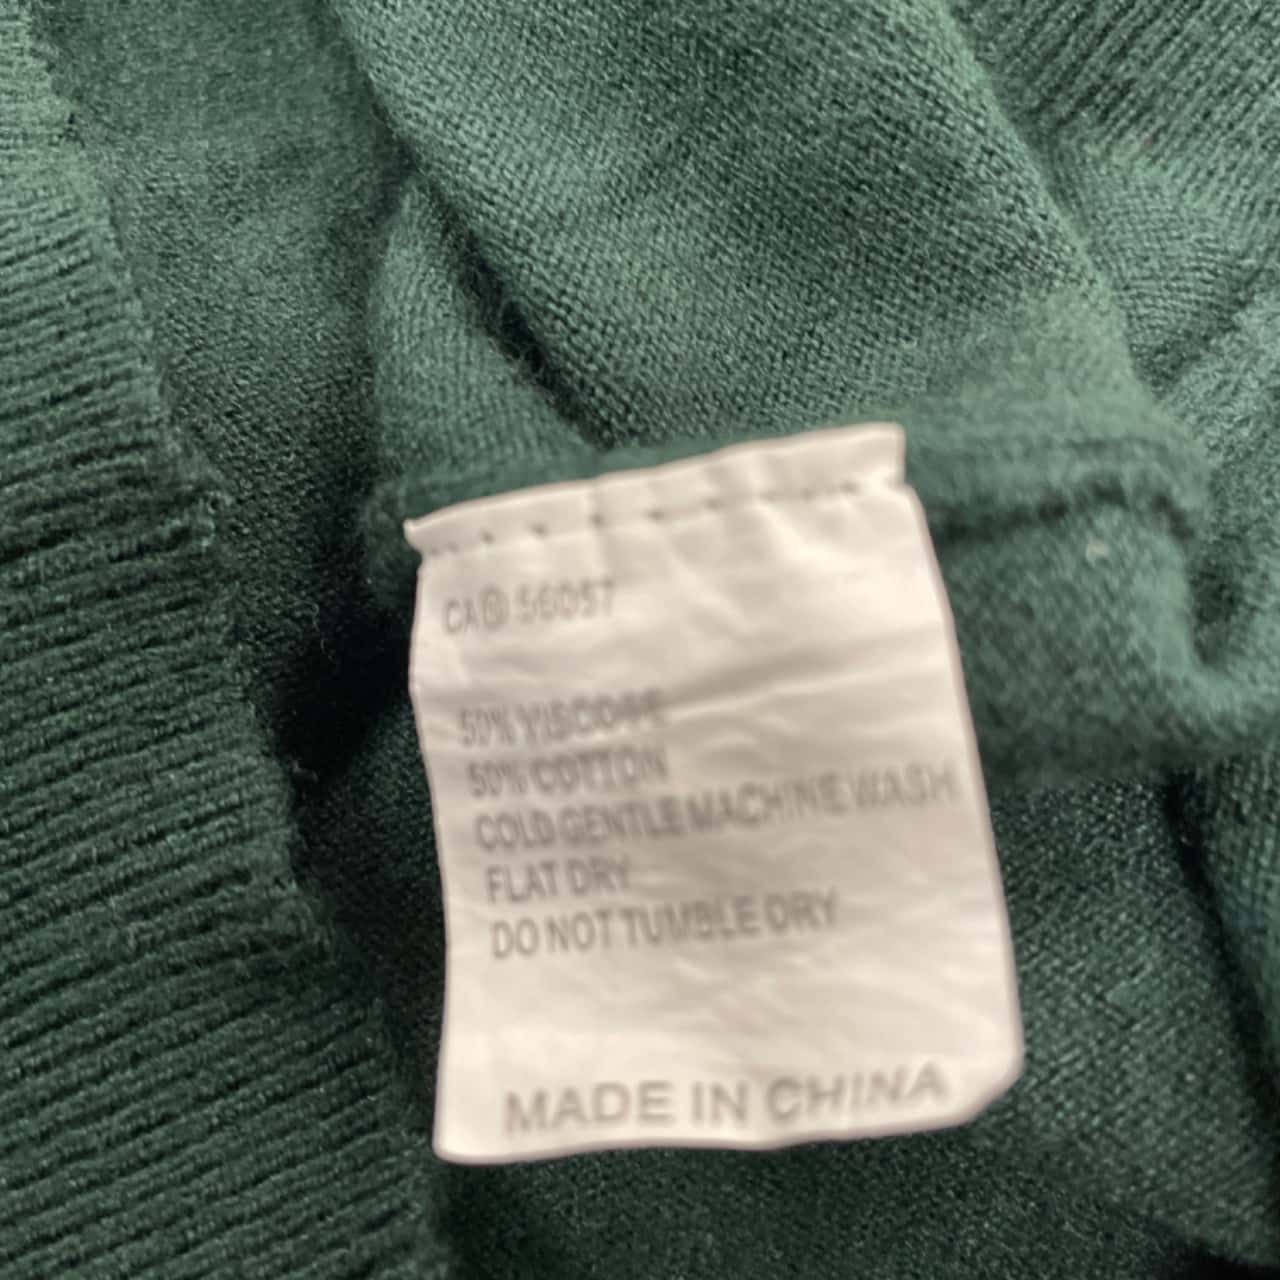 CA® 56057
50% VISCOSE
50% COTTON
COLD GENTLE MACHINE WASH
FLAT DRY
DO NOT TUMBLE DRY
MADE IN CHINA